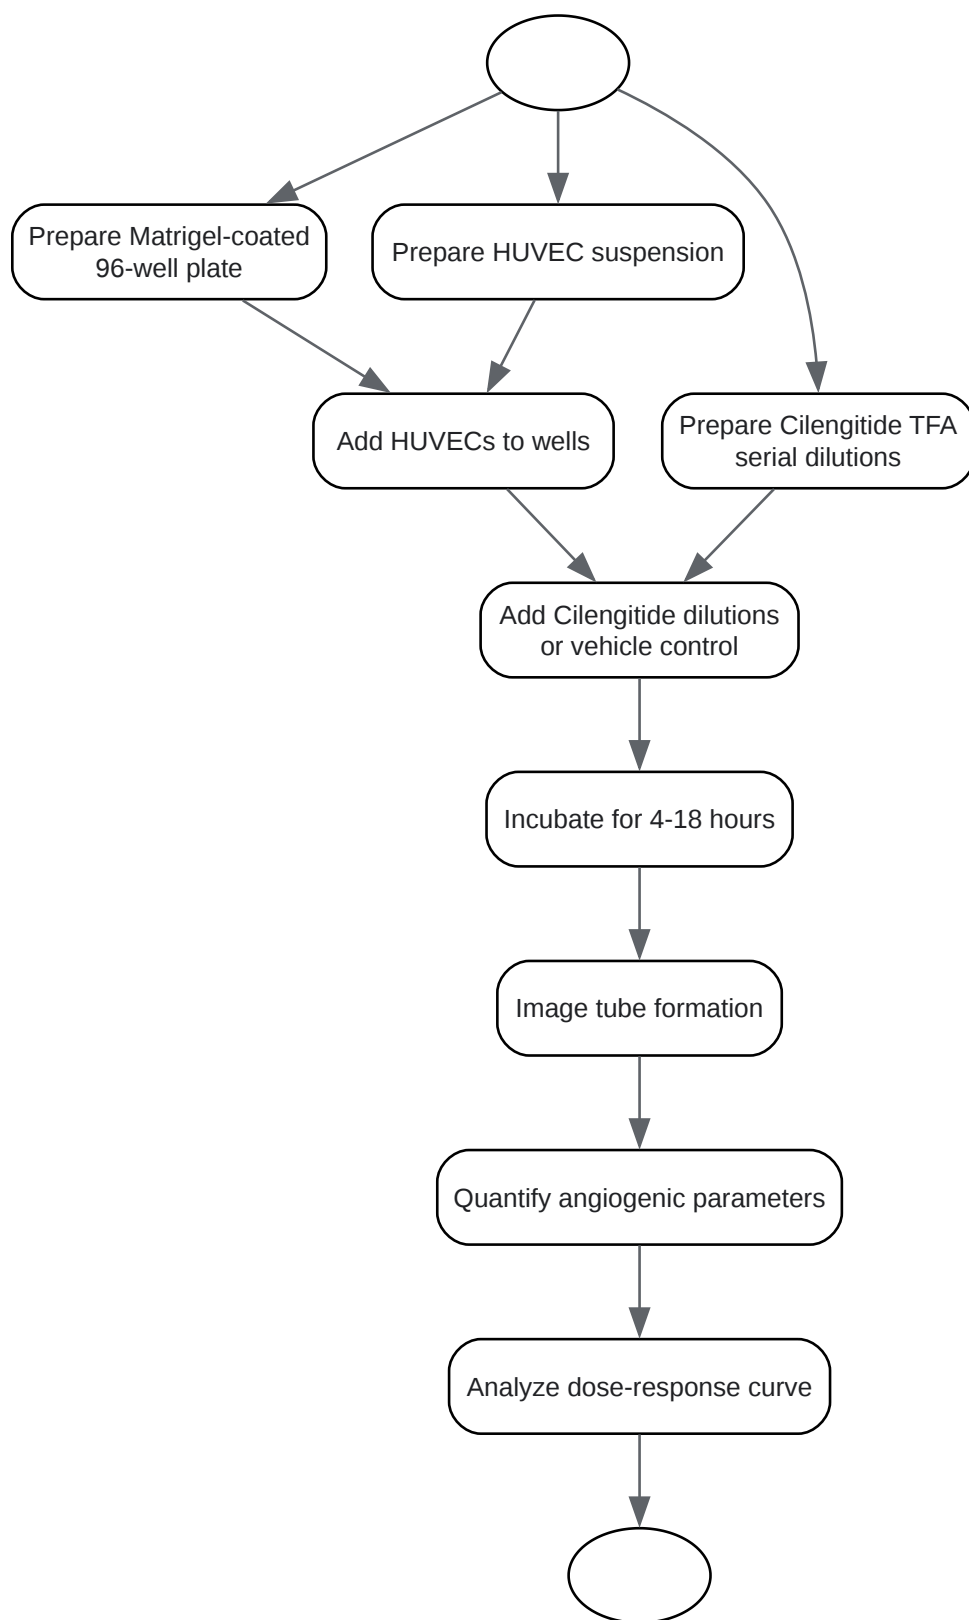 Prepare Matrigel-coated
96-well plate
Prepare HUVEC suspension
Add HUVECs to wells
Prepare Cilengitide TFA
serial dilutions
Add Cilengitide dilutions
or vehicle control
Incubate for 4-18 hours
Image tube formation
Quantify angiogenic parameters
Analyze dose-response curve